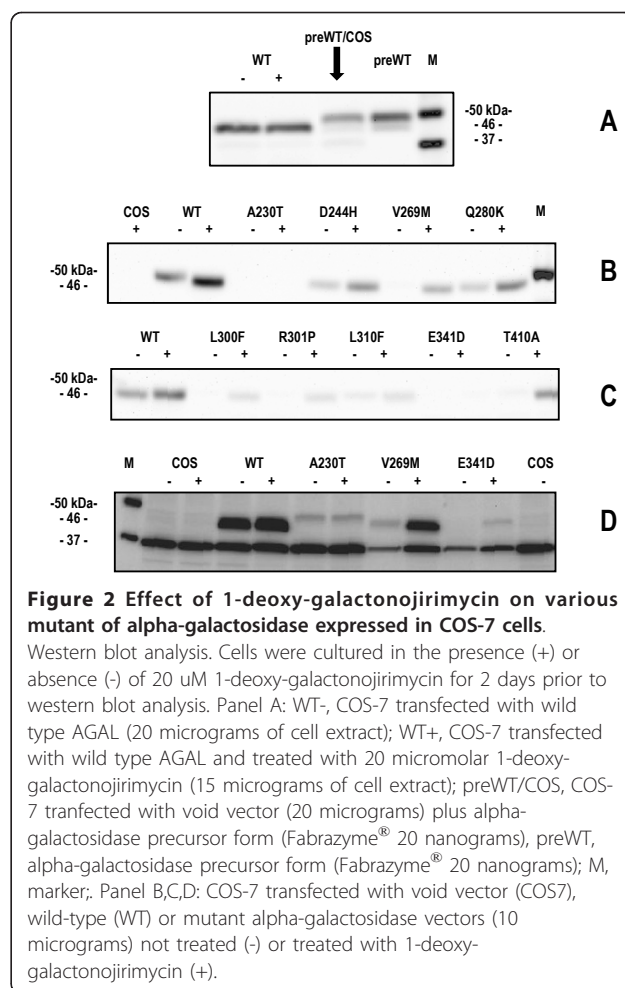 preWT/COS
WT preWT M
- +
-50 kDa-
- 46 -
- 37 -
A
COS WT A230T D244H V269M Q280K M
+ - + - + - + - + - +
-50 kDa-
- 46 -
B
WT L300F R301P L310F E341D T410A
- + - + - + - + - + - +
-50 kDa-
- 46 -
C
M COS WT A230T V269M E341D COS
- + - + - + - + - + -
-50 kDa-
- 46 -
- 37 -
D
Figure 2 Effect of 1-deoxy-galactonojirimycin on various
mutant of alpha-galactosidase expressed in COS-7 cells.
Western blot analysis. Cells were cultured in the presence (+) or
absence (-) of 20 uM 1-deoxy-galactonojirimycin for 2 days prior to
western blot analysis. Panel A: WT-, COS-7 transfected with wild
type AGAL (20 micrograms of cell extract); WT+, COS-7 transfected
with wild type AGAL and treated with 20 micromolar 1-deoxy-
galactonojirimycin (15 micrograms of cell extract); preWT/COS, COS-
7 tranfected with void vector (20 micrograms) plus alpha-
galactosidase precursor form (Fabrazyme® 20 nanograms), preWT,
alpha-galactosidase precursor form (Fabrazyme® 20 nanograms); M,
marker;. Panel B,C,D: COS-7 transfected with void vector (COS7),
wild-type (WT) or mutant alpha-galactosidase vectors (10
micrograms) not treated (-) or treated with 1-deoxy-
galactonojirimycin (+).